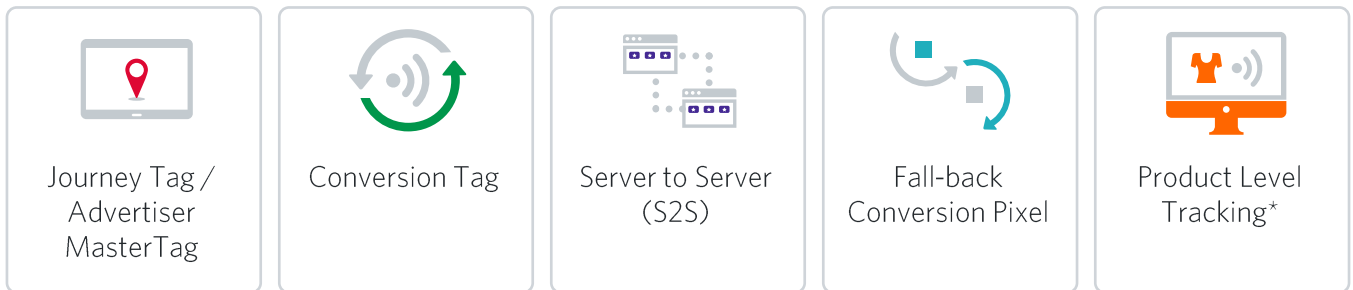 Journey Tag /
Advertiser
MasterTag
Conversion Tag
Server to Server
(S2S)
Fall-back
Conversion Pixel
Product Level
Tracking*